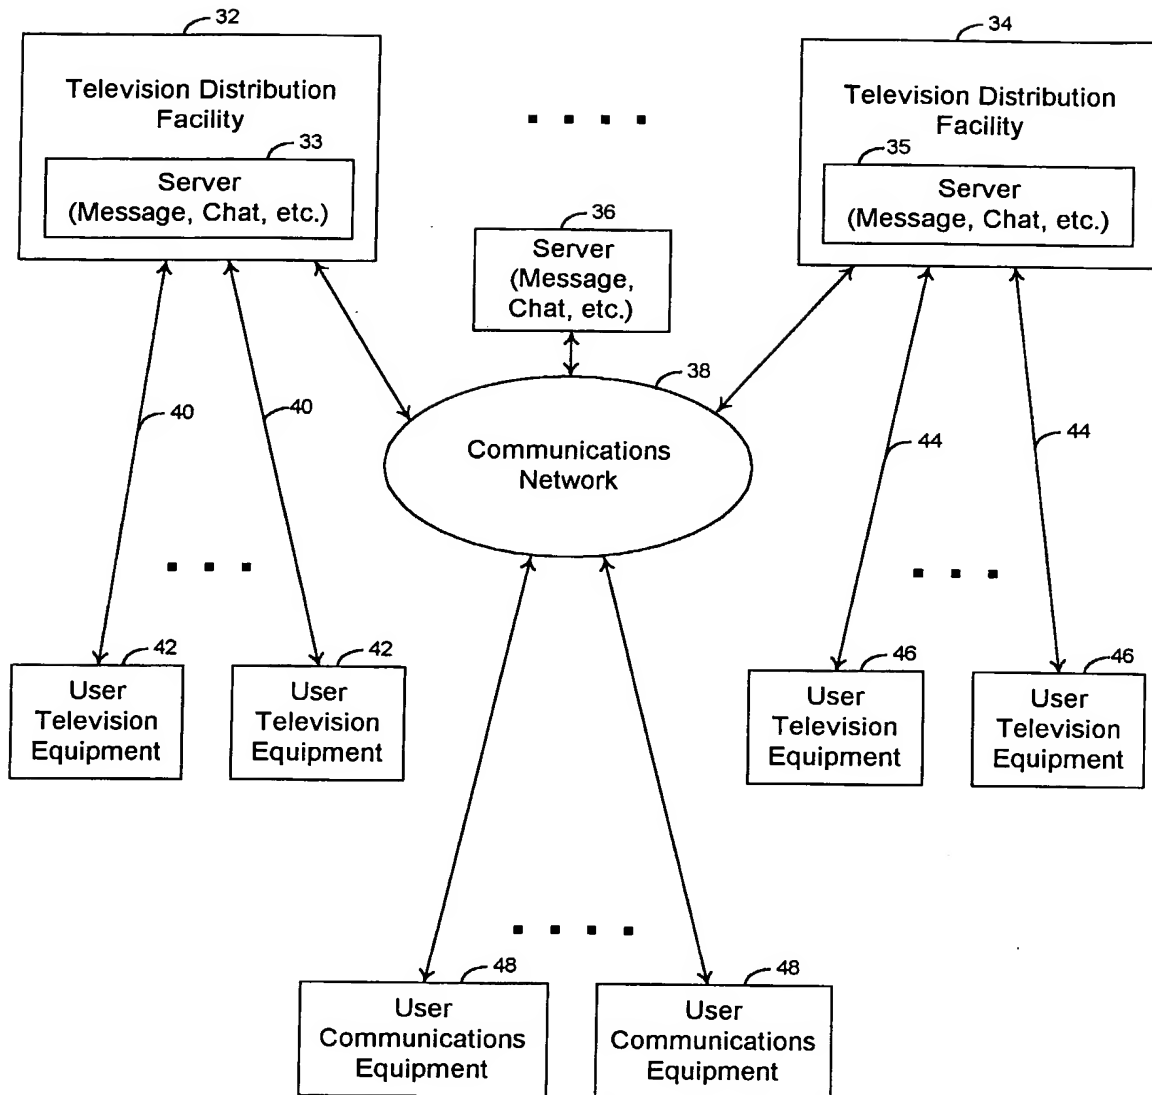 32
34
Television Distribution
Facility
33
Server
(Message, Chat, etc.)
Television Distribution
Facility
35
Server
(Message, Chat, etc.)
36
Server
(Message,
Chat, etc.)
38
Communications
Network
40
40
44
44
42
User
Television
Equipment
42
User
Television
Equipment
46
User
Television
Equipment
46
User
Television
Equipment
48
User
Communications
Equipment
48
User
Communications
Equipment